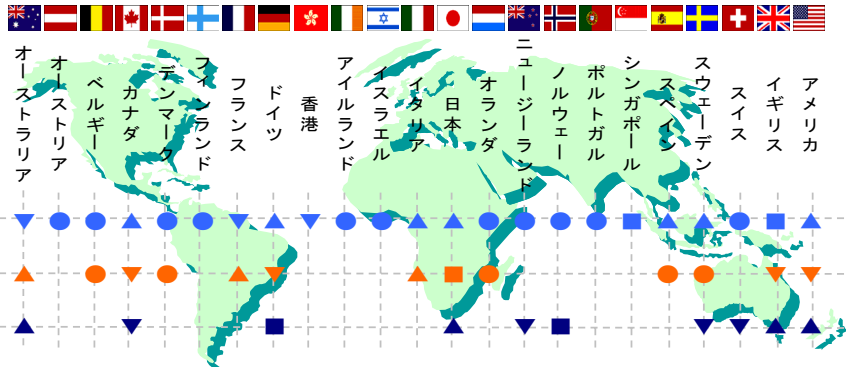 オーストラリア
オーストリア
ベルギー
カナダ
デンマーク
フィンランド
フランス
ドイツ
香港
アイルランド
イスラエル
イタリア
日本
オランダ
ニュージーランド
ノルウェー
ポルトガル
シンガポール
スペイン
スウェーデン
スイス
イギリス
アメリカ